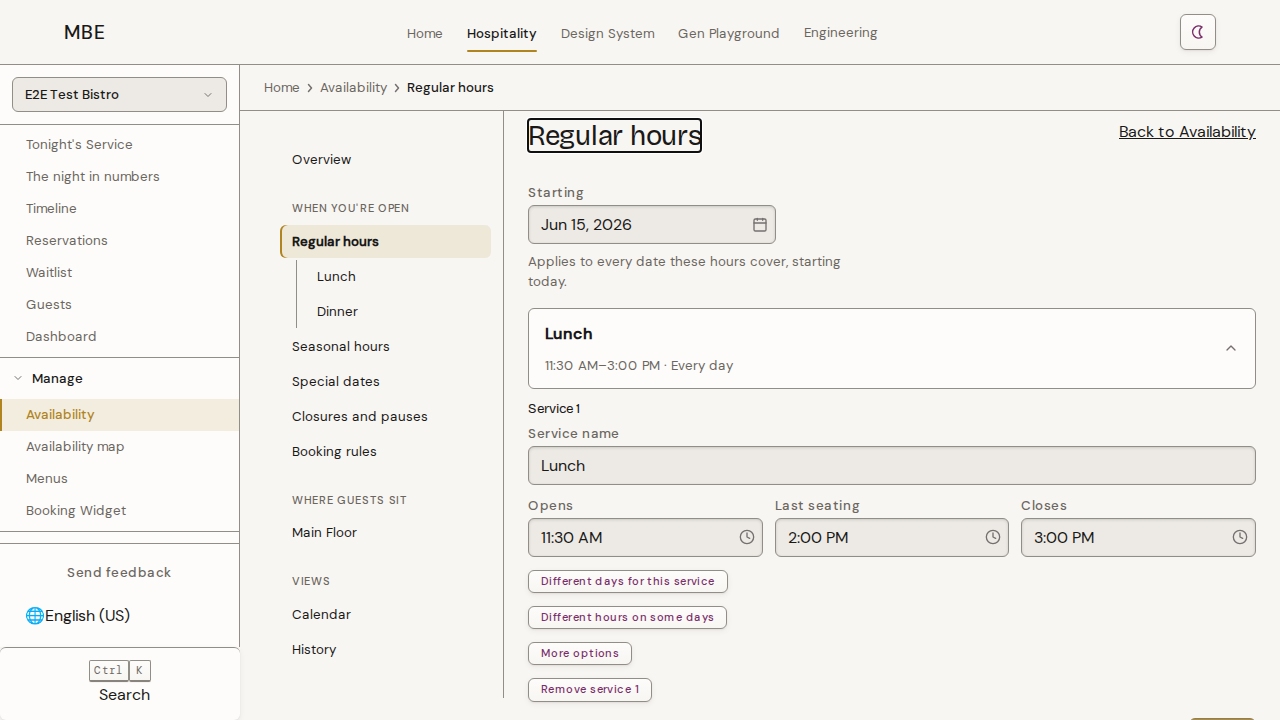 MBE
Home
Hospitality
Design System
Gen Playground
Engineering
E2E Test Bistro
Tonight's Service
The night in numbers
Timeline
Reservations
Waitlist
Guests
Dashboard
Manage
Availability
Availability map
Menus
Booking Widget
Send feedback
English (US)
Ctrl K
Search
Home
Availability
Regular hours
Overview
WHEN YOU'RE OPEN
Regular hours
Lunch
Dinner
Seasonal hours
Special dates
Closures and pauses
Booking rules
WHERE GUESTS SIT
Main Floor
VIEWS
Calendar
History
Regular hours
Back to Availability
Starting
Jun 15, 2026
Applies to every date these hours cover, starting
today.
Lunch
11:30 AM–3:00 PM · Every day
Service 1
Service name
Lunch
Opens
Last seating
Closes
11:30 AM
2:00 PM
3:00 PM
Different days for this service
Different hours on some days
More options
Remove service 1